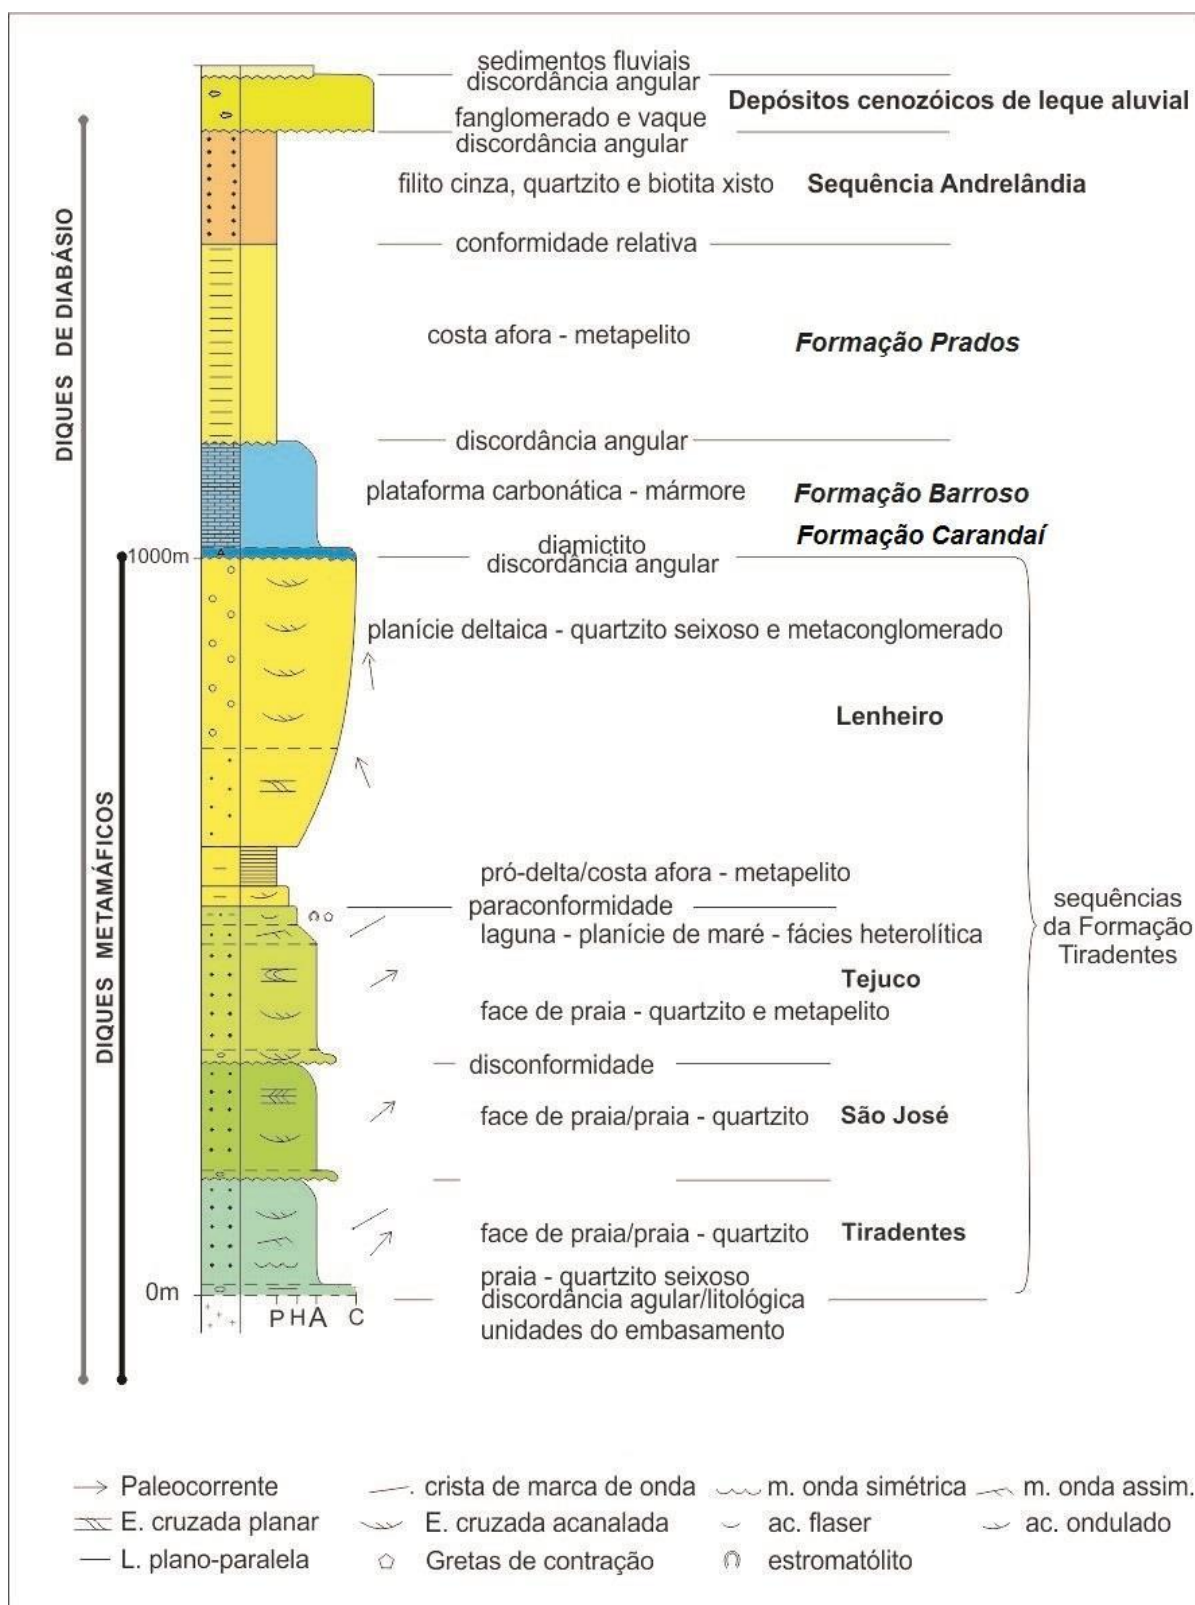 sedimentos fluviais
discordância angular
Depósitos cenozóicos de leque aluvial
fanglomerado e vaque
discordância angular
filito cinza, quartzito e biotita xisto
Sequência Andrelândia
conformidade relativa
DIQUES DE DIABÁSIO
costa afora - metapelito
Formação Prados
discordância angular
plataforma carbonática - mármore
Formação Barroso
Formação Carandaí
diamictito
1000m
discordância angular
planície deltaica - quartzito seixoso e metaconglomerado
Lenheiro
DIQUES METAMÁFICOS
pró-delta/costa afora - metapelito
paraconformidade
laguna - planície de maré - fácies heterolítica
Tejuco
face de praia - quartzito e metapelito
sequências
da Formação
Tiradentes
disconformidade
face de praia/praia - quartzito
São José
face de praia/praia - quartzito
Tiradentes
praia - quartzito seixoso
0m
discordância agular/litológica
P H A C
unidades do embasamento
Paleocorrente
crista de marca de onda
m. onda simétrica
m. onda assim.
E. cruzada planar
E. cruzada acanalada
ac. flaser
ac. ondulado
L. plano-paralela
Gretas de contração
estromatólito